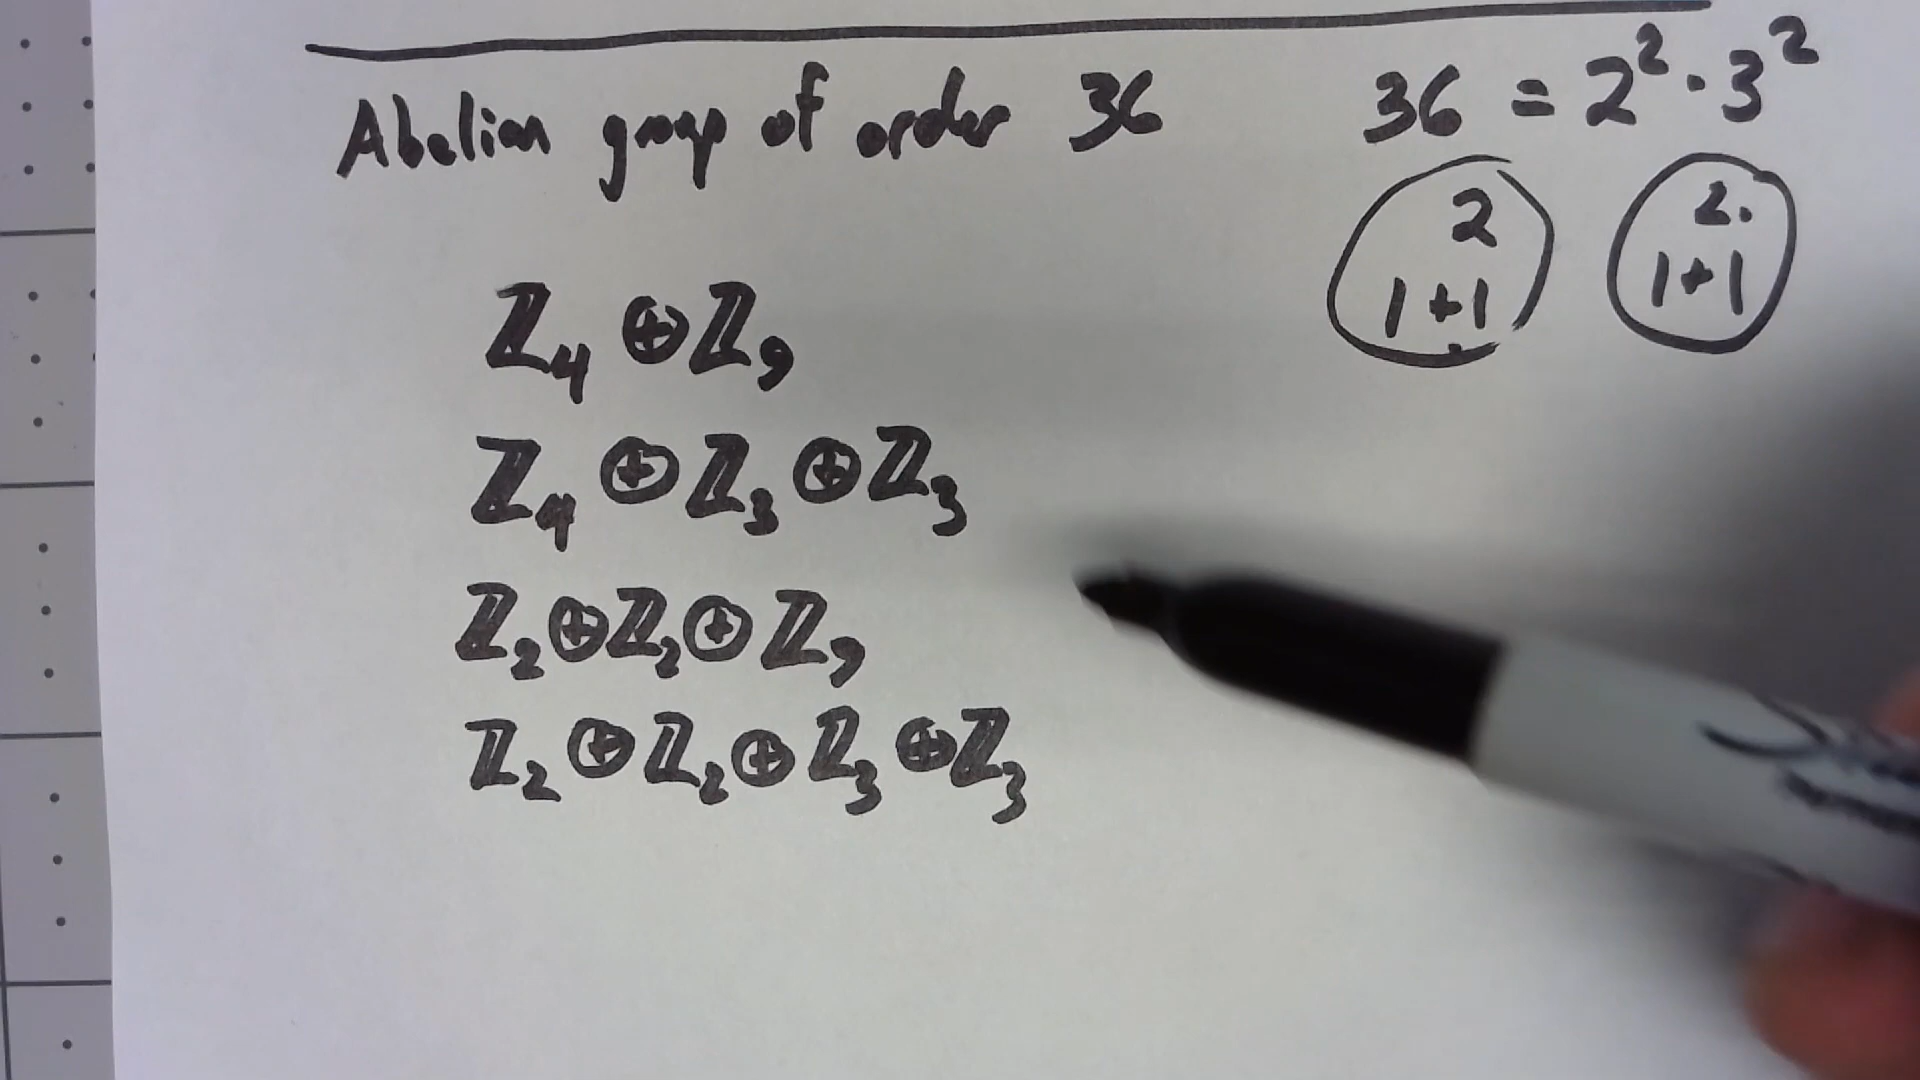 Abelian group of order 36
36 = 2² · 3²
2
1+1
2.
1+1
ℤ₄ ⊕ ℤ₉
ℤ₄ ⊕ ℤ₃ ⊕ ℤ₃
ℤ₂ ⊕ ℤ₂ ⊕ ℤ₉
ℤ₂ ⊕ ℤ₂ ⊕ ℤ₃ ⊕ ℤ₃